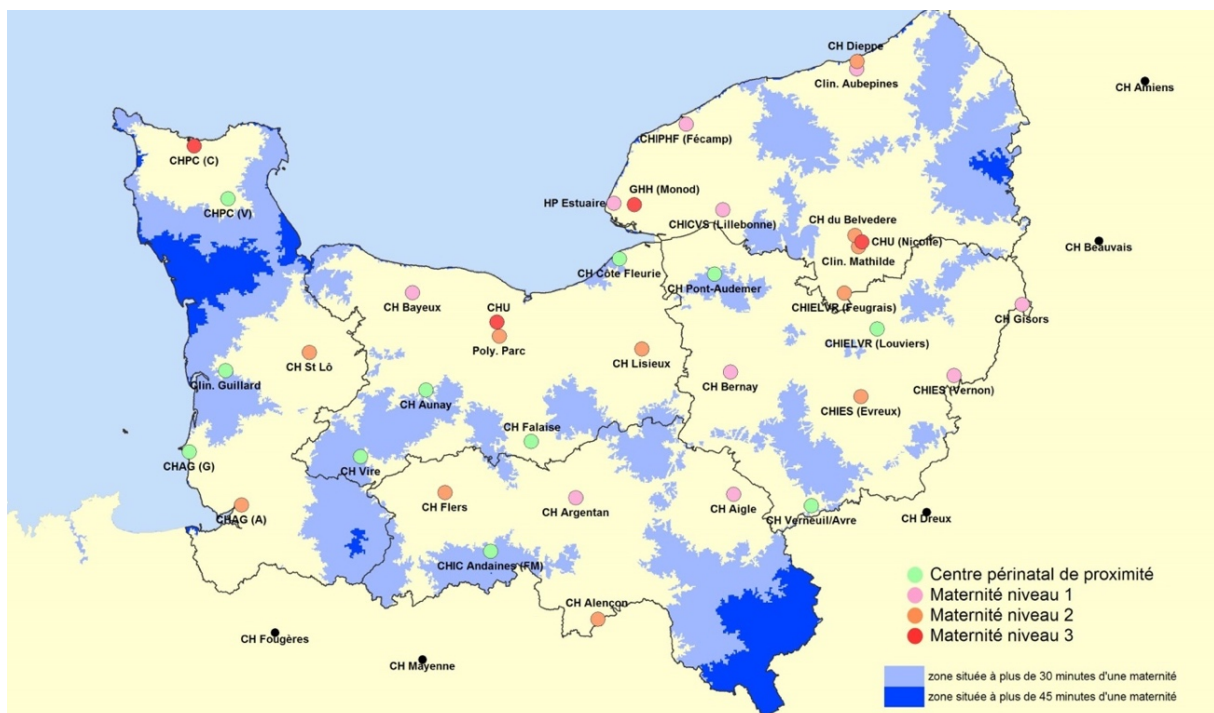 CH Dieppe
Clin. Aubepines
CH Amiens
CHIPHF (Fécamp)
CHPC (C)
CHPC (V)
HP Estuaire
GHH (Monod)
CHICVS (Lillebonne)
CH du Belvedere
CHU (Nicolle)
Clin. Mathilde
CH Beauvais
CH Côte Fleurie
CH Pont-Audemer
CH Bayeux
CHU
Poly. Parc
CHIELVR (Feugrais)
CH Gisors
CHIELVR (Louviers)
CH St Lô
CH Lisieux
Clin. Guillard
CH Bernay
CHIES (Vernon)
CH Aunay
CHIES (Evreux)
CH Falaise
CHAG (G)
CH Vire
CH Flers
CH Argentan
CH Aigle
CHAG (A)
CH Verneuil/Avre
CH Dreux
CHIC Andaines (FM)
CH Alençon
CH Fougères
CH Mayenne
Centre périnatal de proximité
Maternité niveau 1
Maternité niveau 2
Maternité niveau 3
zone située à plus de 30 minutes d'une maternité
zone située à plus de 45 minutes d'une maternité